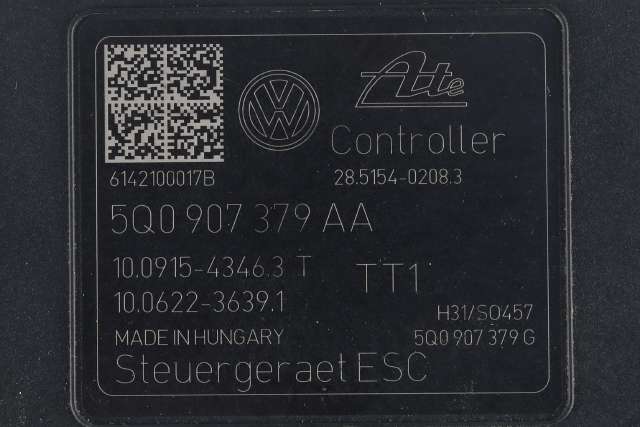 Ate
Controller
6142100017B
28.5154-0208.3
5Q0 907 379 AA
10.0915-4346.3 T
TT1
10.0622-3639.1
H31/S0457
MADE IN HUNGARY
5Q0 907 379 G
Steuergeraet ESC